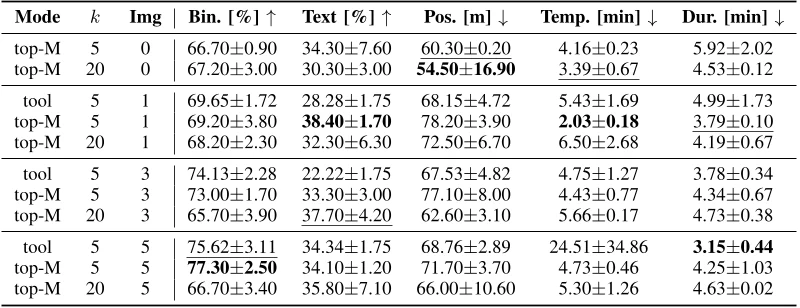 Mode k Img Bin. [%] ↑ Text [%] ↑ Pos. [m] ↓ Temp. [min] ↓ Dur. [min] ↓
top-M 5 0 66.70±0.90 34.30±7.60 60.30±0.20 4.16±0.23 5.92±2.02
top-M 20 0 67.20±3.00 30.30±3.00 54.50±16.90 3.39±0.67 4.53±0.12
tool 5 1 69.65±1.72 28.28±1.75 68.15±4.72 5.43±1.69 4.99±1.73
top-M 5 1 69.20±3.80 38.40±1.70 78.20±3.90 2.03±0.18 3.79±0.10
top-M 20 1 68.20±2.30 32.30±6.30 72.50±6.70 6.50±2.68 4.19±0.67
tool 5 3 74.13±2.28 22.22±1.75 67.53±4.82 4.75±1.27 3.78±0.34
top-M 5 3 73.00±1.70 33.30±3.00 77.10±8.00 4.43±0.77 4.34±0.67
top-M 20 3 65.70±3.90 37.70±4.20 62.60±3.10 5.66±0.17 4.73±0.38
tool 5 5 75.62±3.11 34.34±1.75 68.76±2.89 24.51±34.86 3.15±0.44
top-M 5 5 77.30±2.50 34.10±1.20 71.70±3.70 4.73±0.46 4.25±1.03
top-M 20 5 66.70±3.40 35.80±7.10 66.00±10.60 5.30±1.26 4.63±0.02